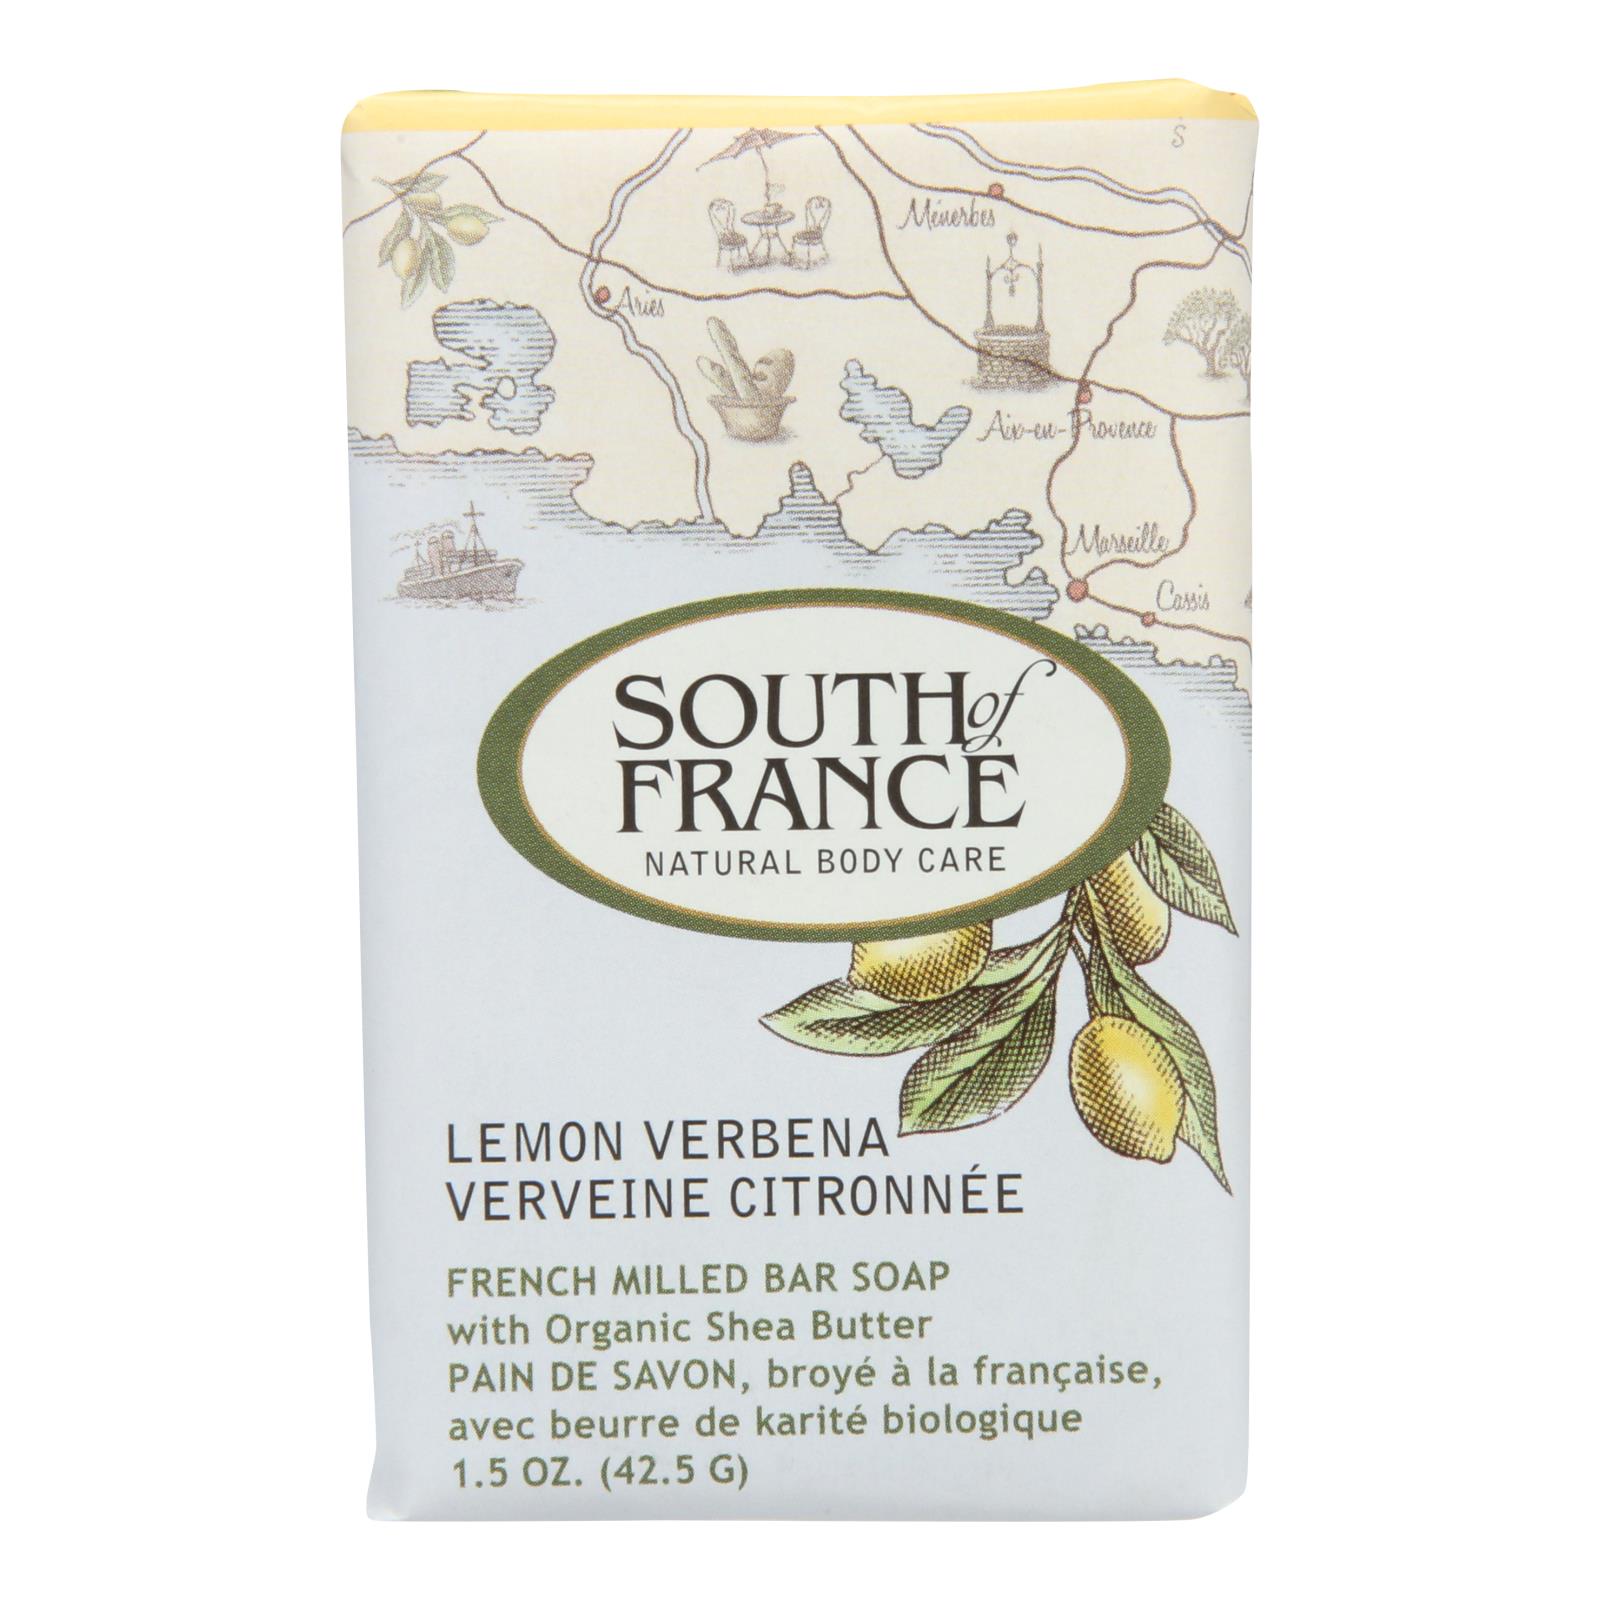 S
Ménerbes
Aries
Aix-en-Provence
Marseille
Cassis
SOUTH of
FRANCE
NATURAL BODY CARE
LEMON VERBENA
VERVEINE CITRONNÉE
FRENCH MILLED BAR SOAP
with Organic Shea Butter
PAIN DE SAVON, broyé à la française,
avec beurre de karité biologique
1.5 OZ. (42.5 G)